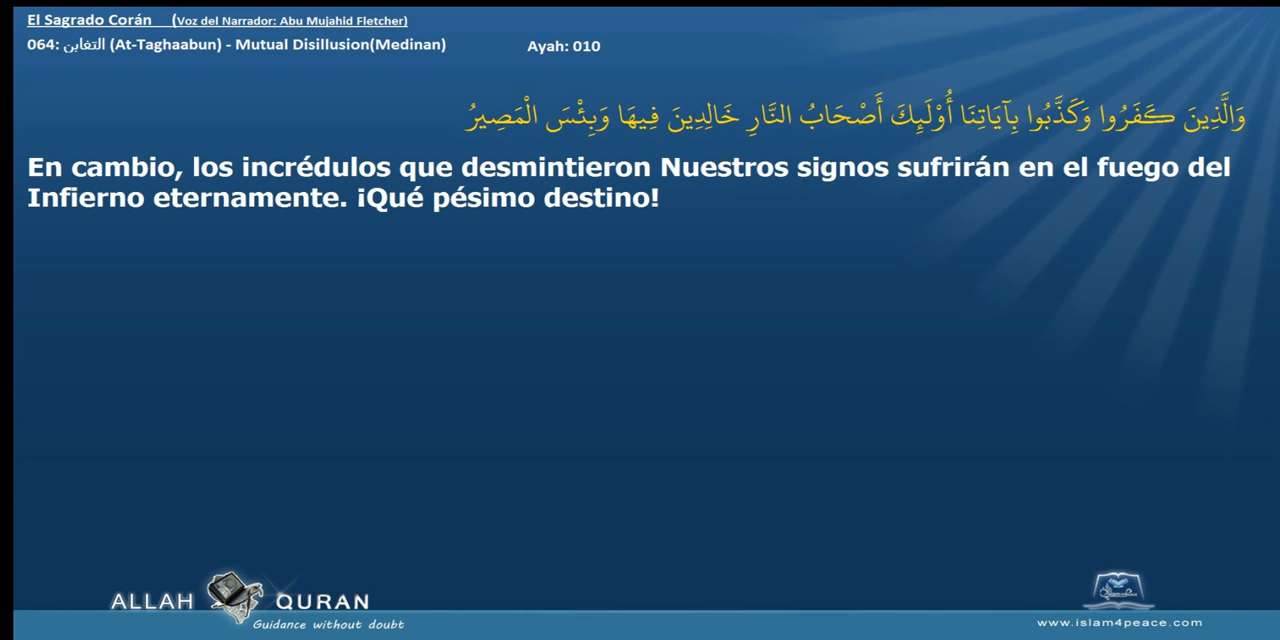 El Sagrado Corán (Voz del Narrador: Abu Mujahid Fletcher)
064: التغابن (At-Taghaabun) - Mutual Disillusion(Medinan) Ayah: 010
وَالَّذِينَ كَفَرُوا وَكَذَّبُوا بِآيَاتِنَا أُوْلَئِكَ أَصْحَابُ النَّارِ خَالِدِينَ فِيهَا وَبِئْسَ الْمَصِيرُ
En cambio, los incrédulos que desmintieron Nuestros signos sufrirán en el fuego del
Infierno eternamente. ¡Qué pésimo destino!
ALLAH QURAN
Guidance without doubt
www.islam4peace.com